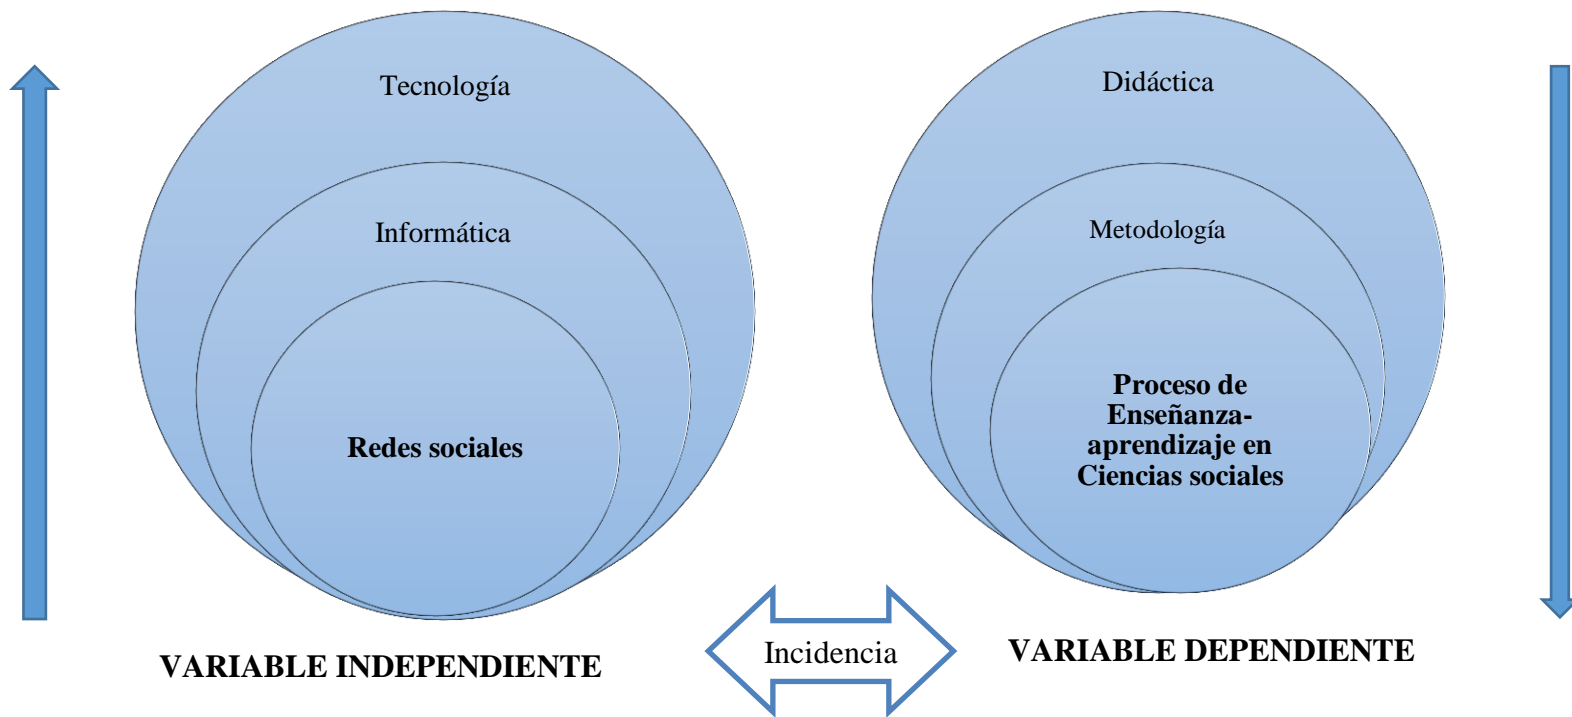 Tecnología
Informática
Redes sociales
VARIABLE INDEPENDIENTE
Incidencia
Didáctica
Metodología
Proceso de
Enseñanza-
aprendizaje en
Ciencias sociales
VARIABLE DEPENDIENTE